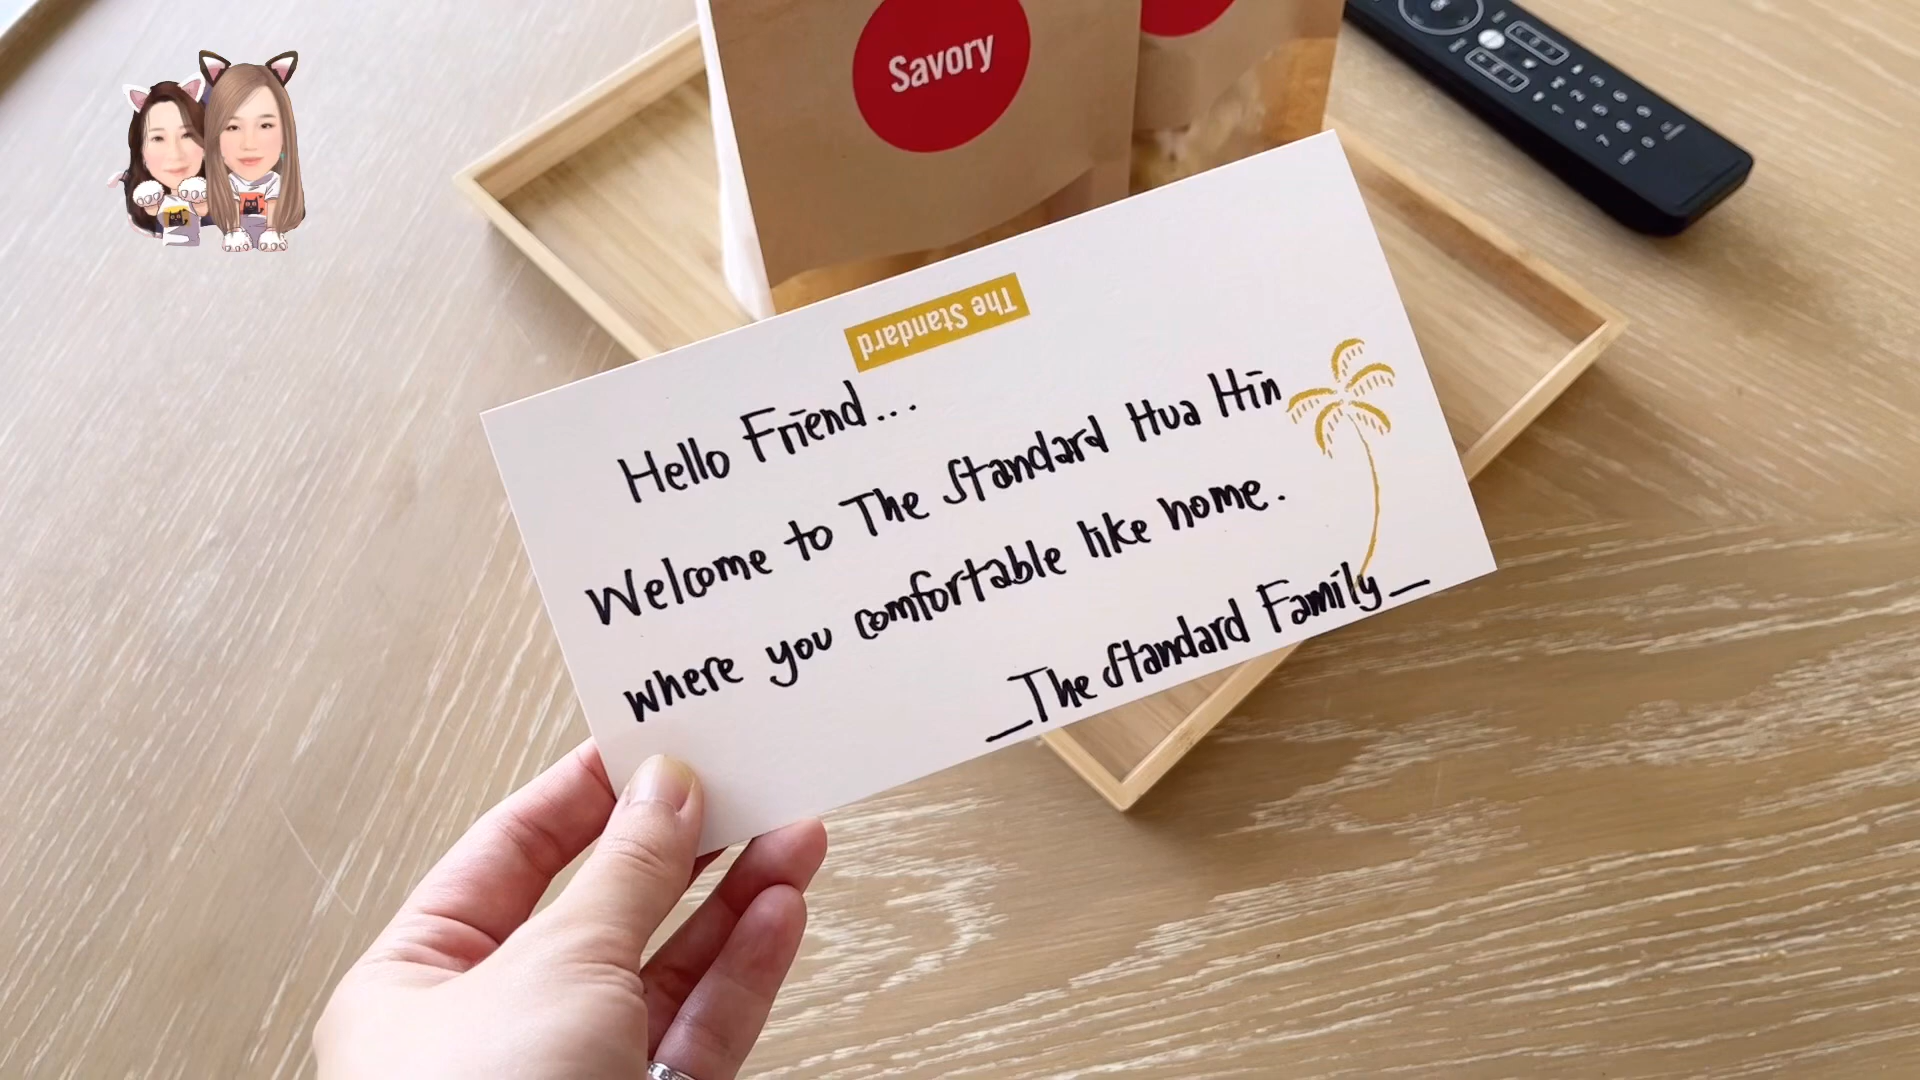 Savory
The Standard
Hello Friend...
Welcome to The Standard Hua Hin
where you comfortable like home.
_The Standard Family_